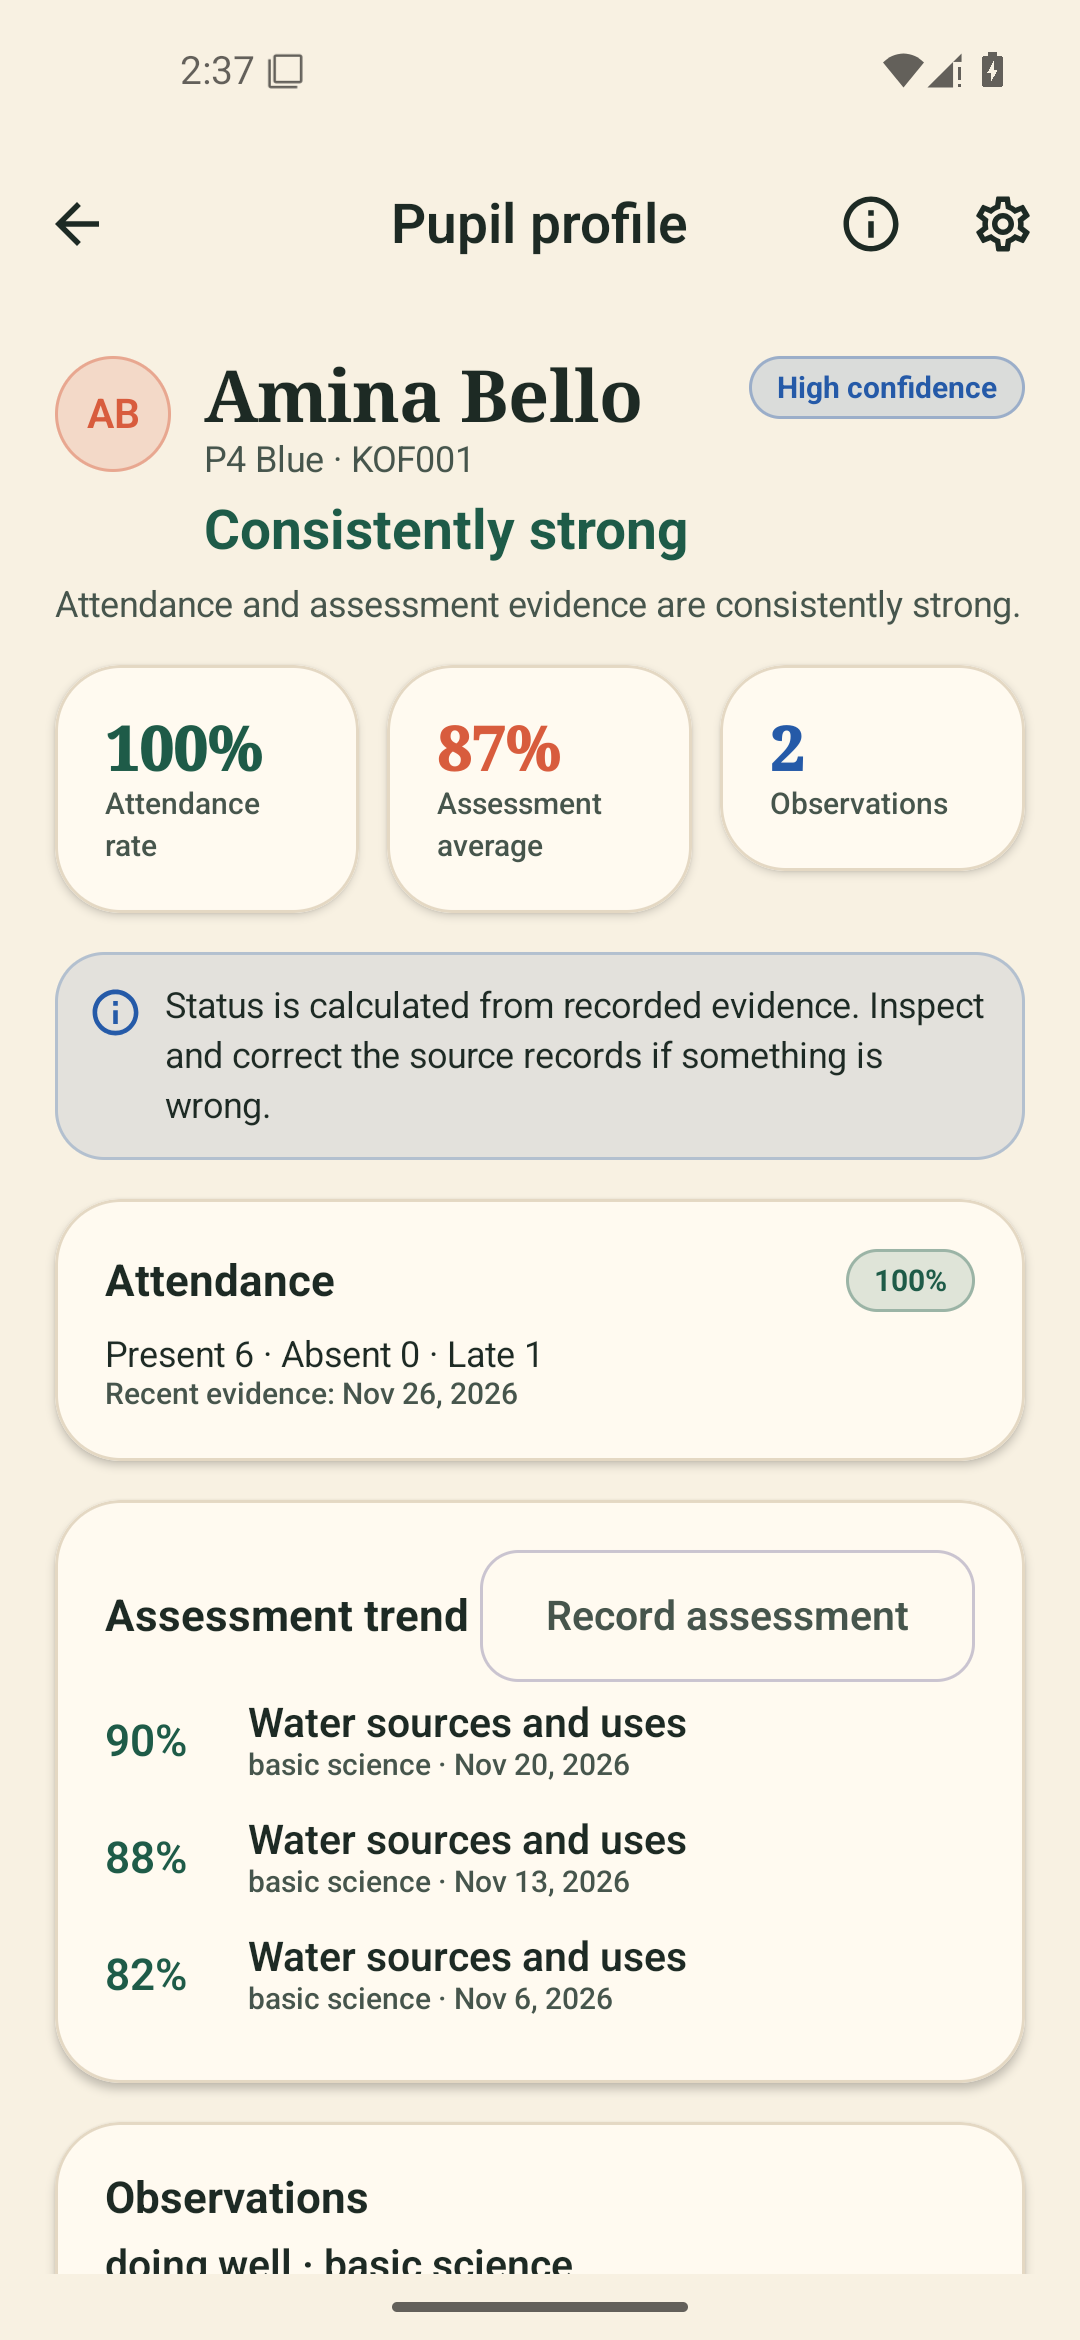 2:37
Pupil profile
AB
Amina Bello
High confidence
P4 Blue · KOF001
Consistently strong
Attendance and assessment evidence are consistently strong.
100%
Attendance
rate
87%
Assessment
average
2
Observations
Status is calculated from recorded evidence. Inspect
and correct the source records if something is
wrong.
Attendance
100%
Present 6 · Absent 0 · Late 1
Recent evidence: Nov 26, 2026
Assessment trend
Record assessment
90%
Water sources and uses
basic science · Nov 20, 2026
88%
Water sources and uses
basic science · Nov 13, 2026
82%
Water sources and uses
basic science · Nov 6, 2026
Observations
doing well · basic science